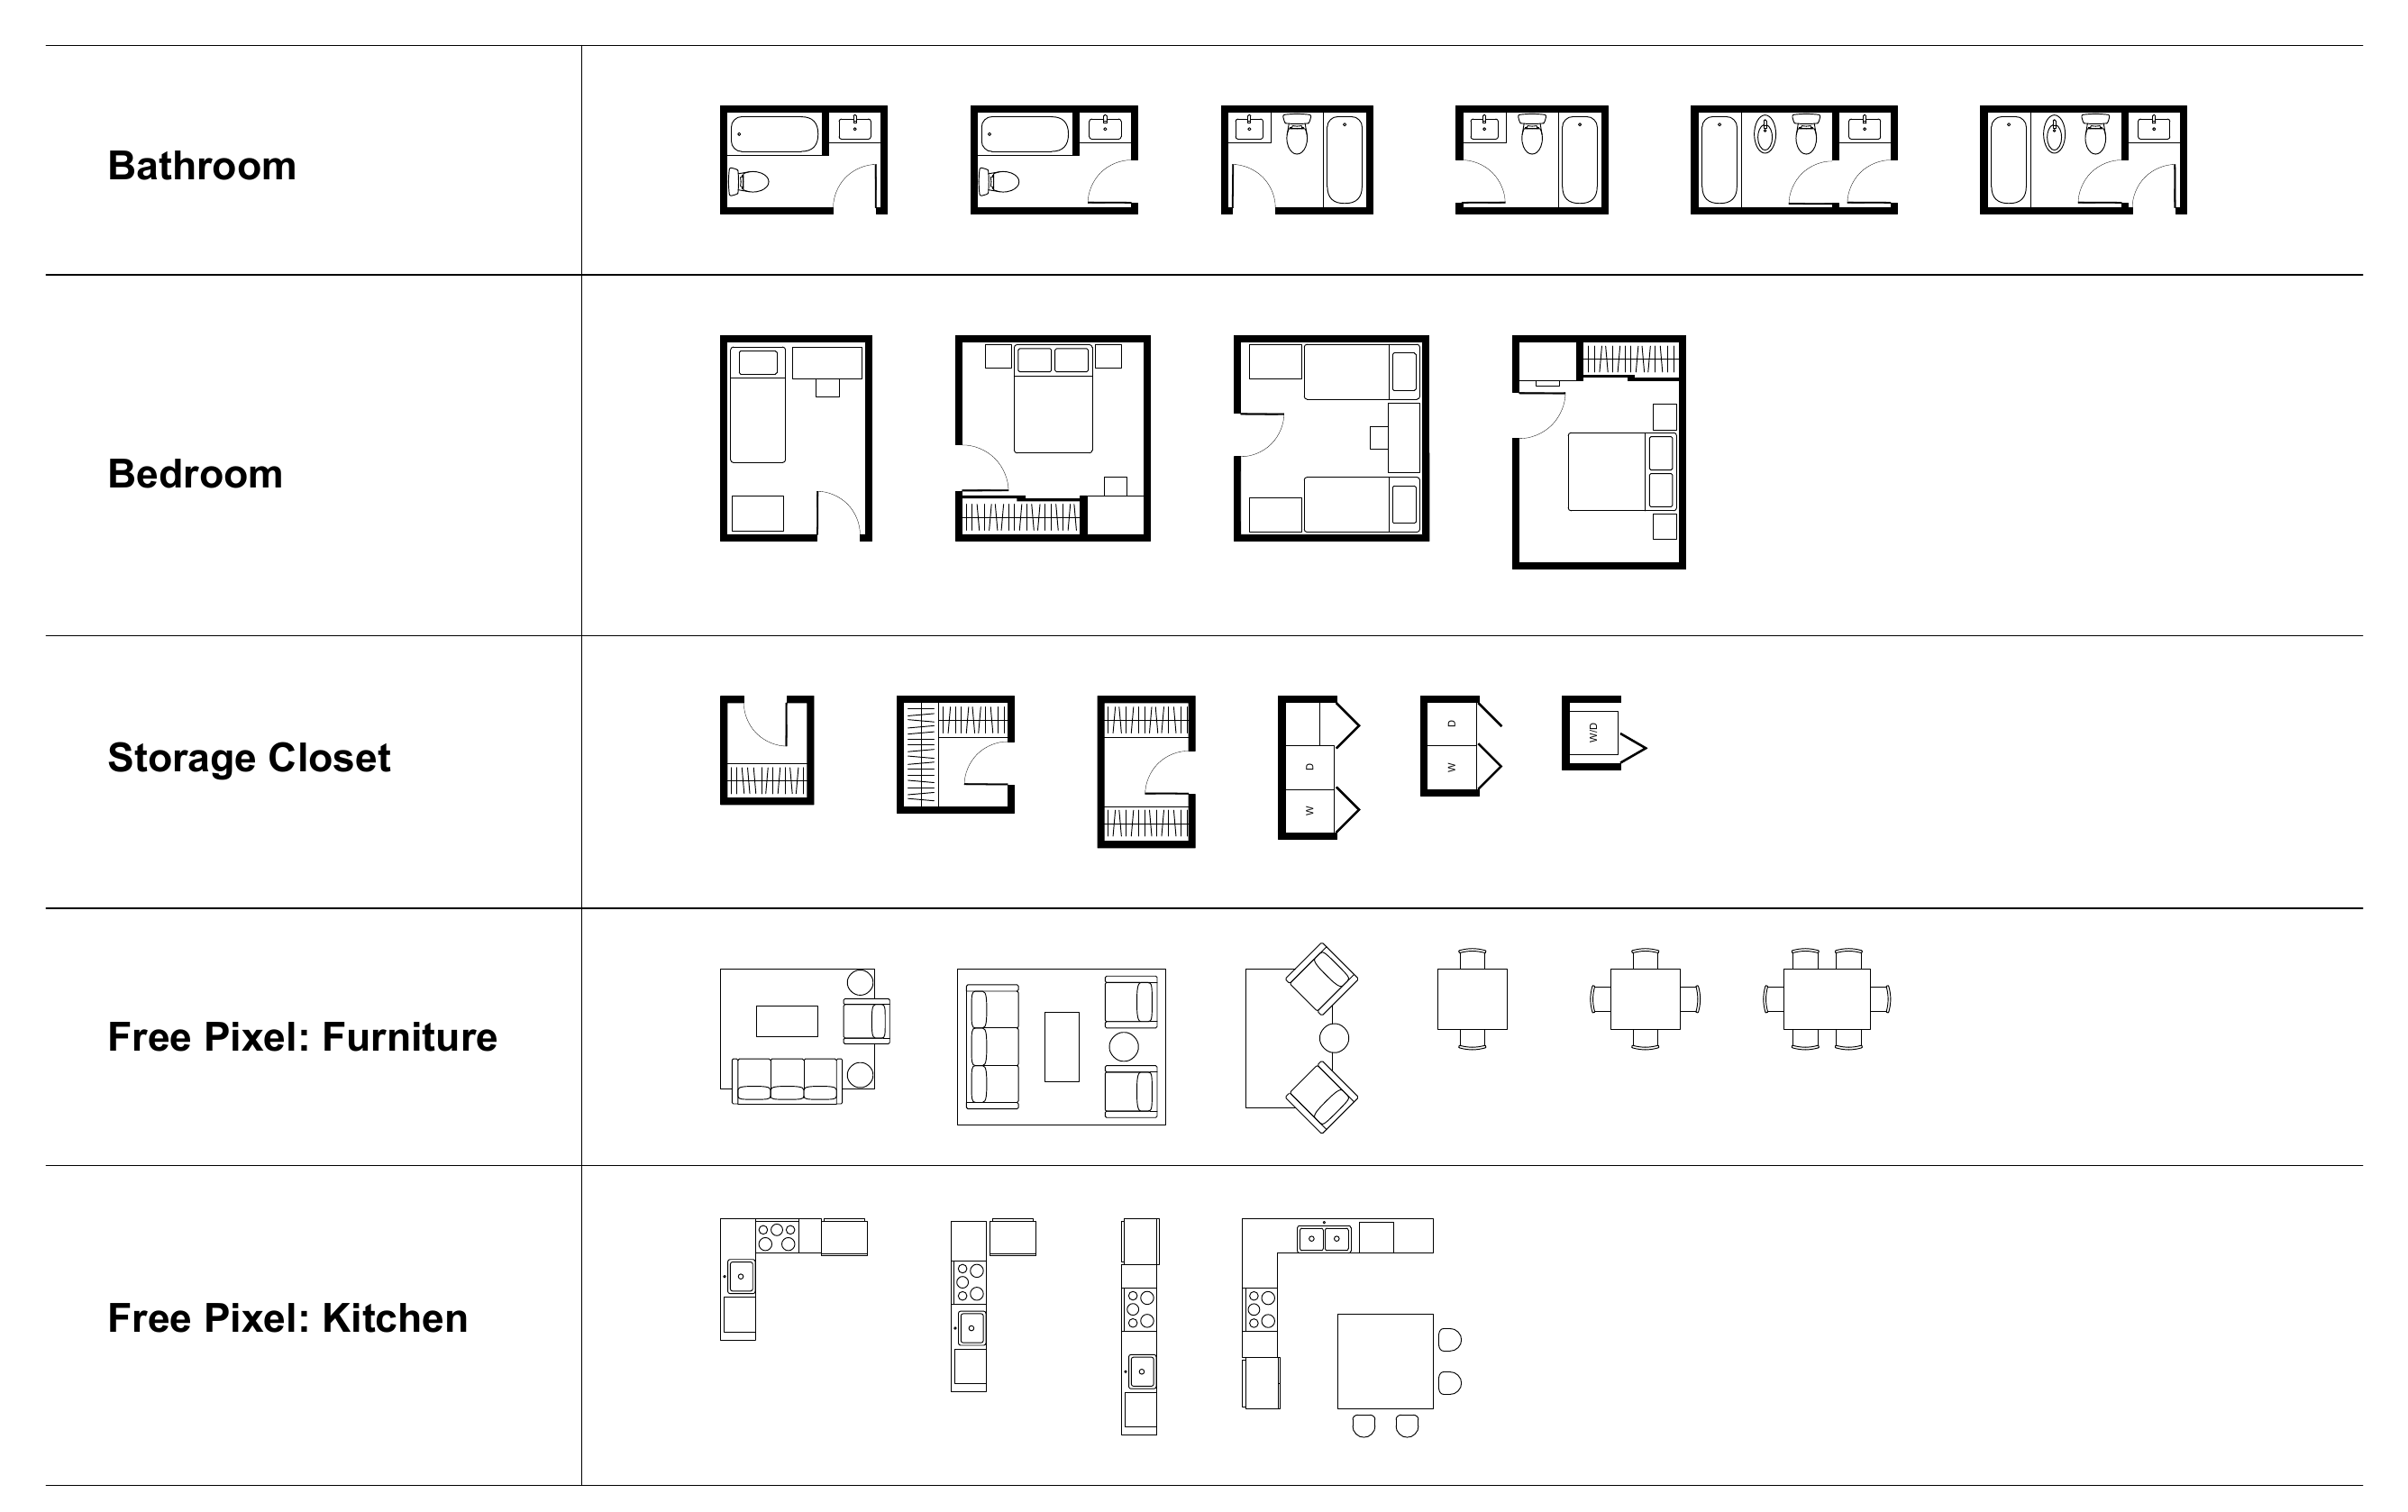 Bathroom
Bedroom
Storage Closet
D
W
D
W
W/D
Free Pixel: Furniture
Free Pixel: Kitchen